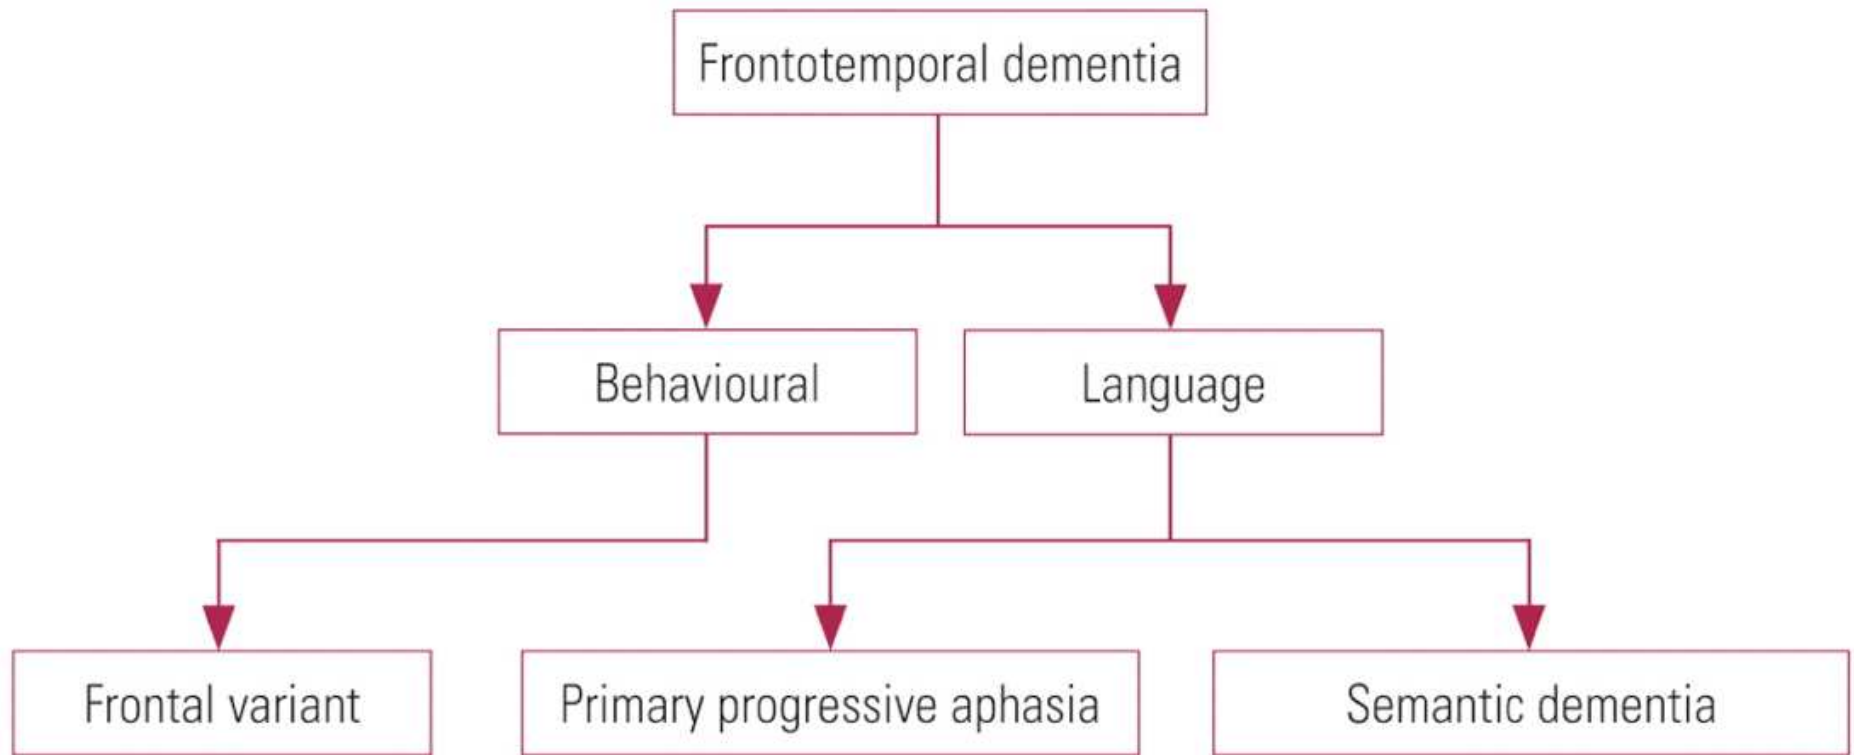 Frontotemporal dementia
Behavioural
Language
Frontal variant
Primary progressive aphasia
Semantic dementia